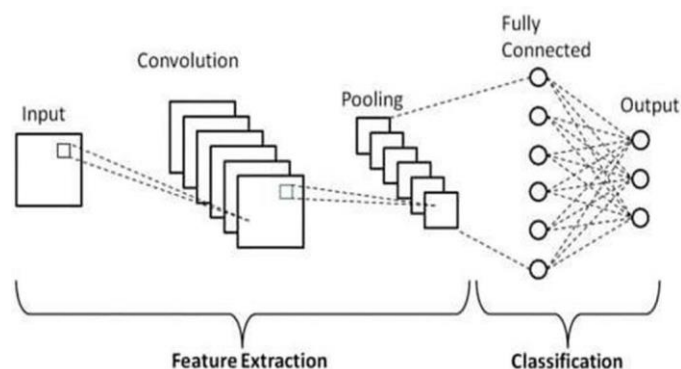 Fully
Connected
Convolution
Pooling
Output
Input
Feature Extraction
Classification